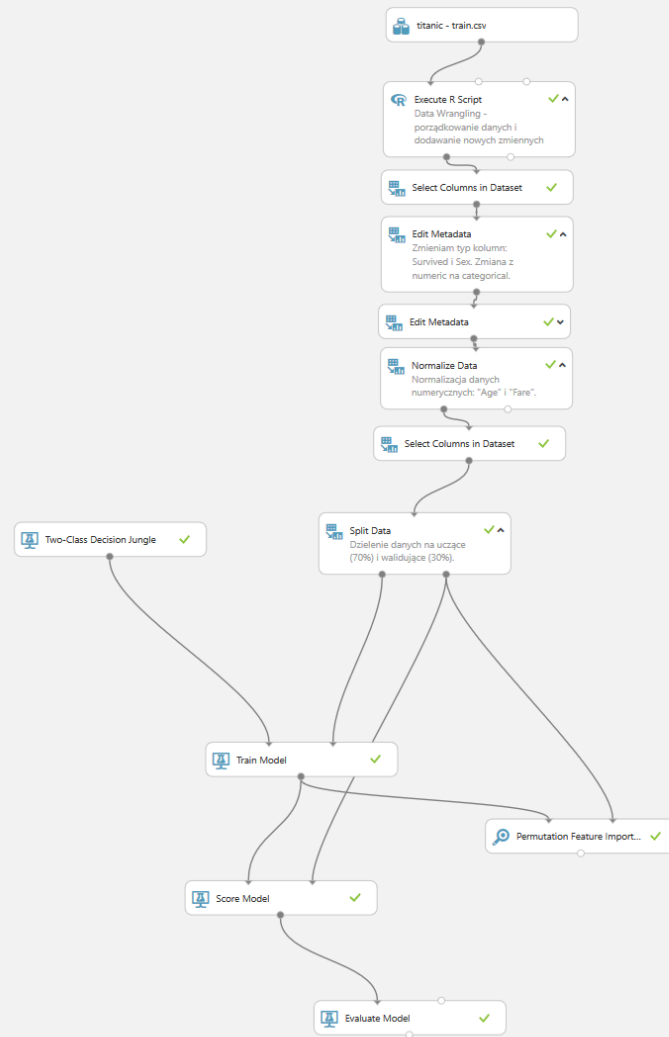 titanic - train.csv
Execute R Script
Data Wrangling -
porządkowanie danych i
dodawanie nowych zmiennych
Select Columns in Dataset
Edit Metadata
Zmieniam typ kolumn:
Survived i Sex. Zmiana z
numeric na categorical.
Edit Metadata
Normalize Data
Normalizacja danych
numerycznych: "Age" i "Fare".
Select Columns in Dataset
Two-Class Decision Jungle
Split Data
Dzielenie danych na uczące
(70%) i walidujące (30%).
Train Model
Permutation Feature Import...
Score Model
Evaluate Model